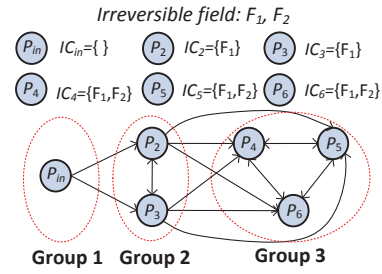 Irreversible field: F1, F2
Pin ICin={ } P2 IC2={F1} P3 IC3={F1}
P4 IC4={F1,F2} P5 IC5={F1,F2} P6 IC6={F1,F2}
P2 P4 P5
Pin
P3 P6
Group 1 Group 2 Group 3